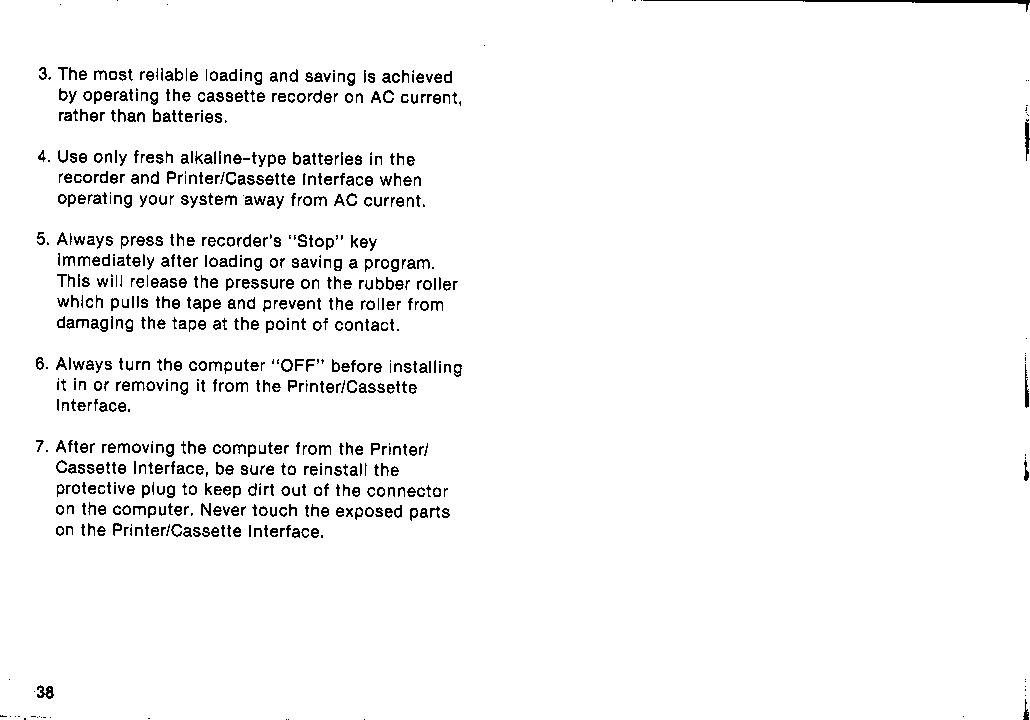 3. The most reliable loading and saving is achieved
by operating the cassette recorder on AC current,
rather than batteries.
4. Use only fresh alkaline-type batteries in the
recorder and Printer/Cassette Interface when
operating your system away from AC current.
5. Always press the recorder's "Stop" key
immediately after loading or saving a program.
This will release the pressure on the rubber roller
which pulls the tape and prevent the roller from
damaging the tape at the point of contact.
6. Always turn the computer "OFF" before installing
it in or removing it from the Printer/Cassette
Interface.
7. After removing the computer from the Printer/
Cassette Interface, be sure to reinstall the
protective plug to keep dirt out of the connector
on the computer. Never touch the exposed parts
on the Printer/Cassette Interface.
38